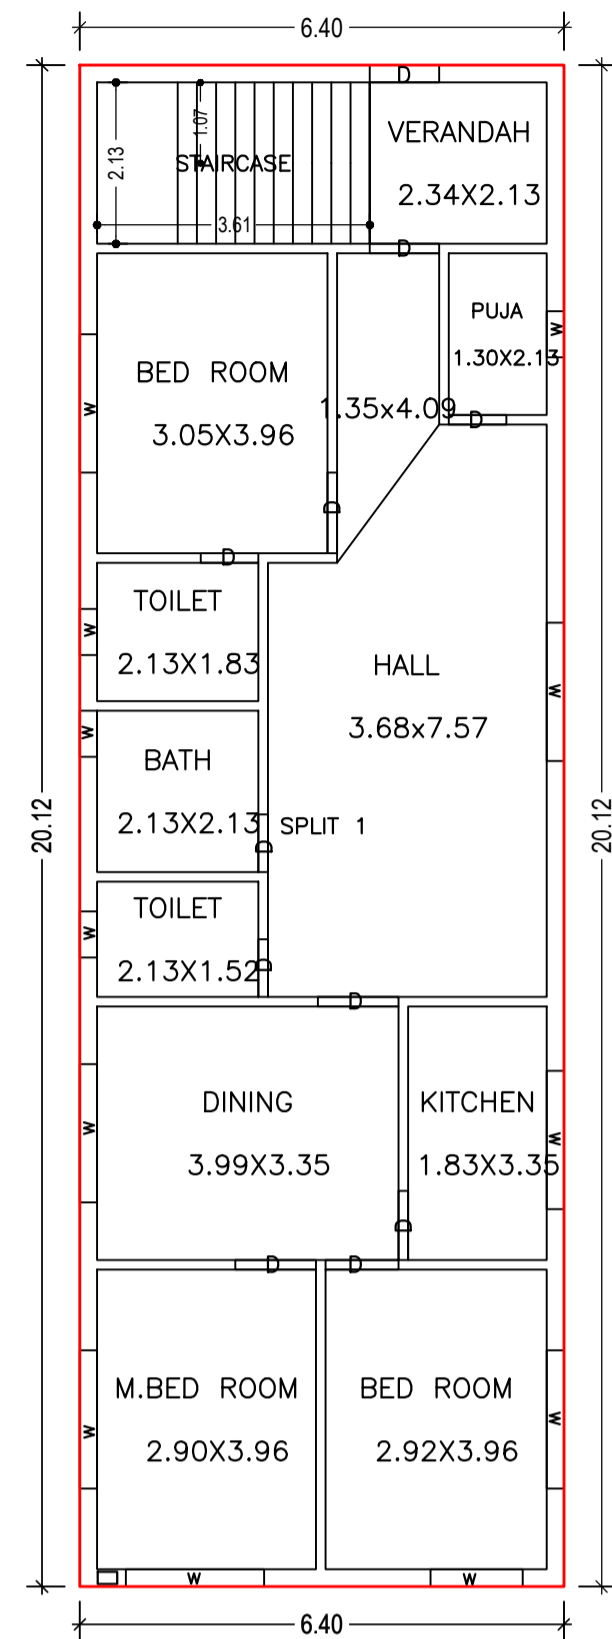 6.40
D
VERANDAH
2.34X2.13
1.07
2.13
STAIRCASE
3.61
D
PUJA
1.30X2.13
W
BED ROOM
3.05X3.96
W
1.35x4.09
D
D
D
TOILET
2.13X1.83
W
HALL
3.68x7.57
W
W
BATH
2.13X2.13
SPLIT 1
D
20.12
20.12
TOILET
2.13X1.52
W
D
D
DINING
3.99X3.35
W
KITCHEN
1.83X3.35
W
D
D
D
M.BED ROOM
2.90X3.96
W
BED ROOM
2.92X3.96
W
W
W
6.40